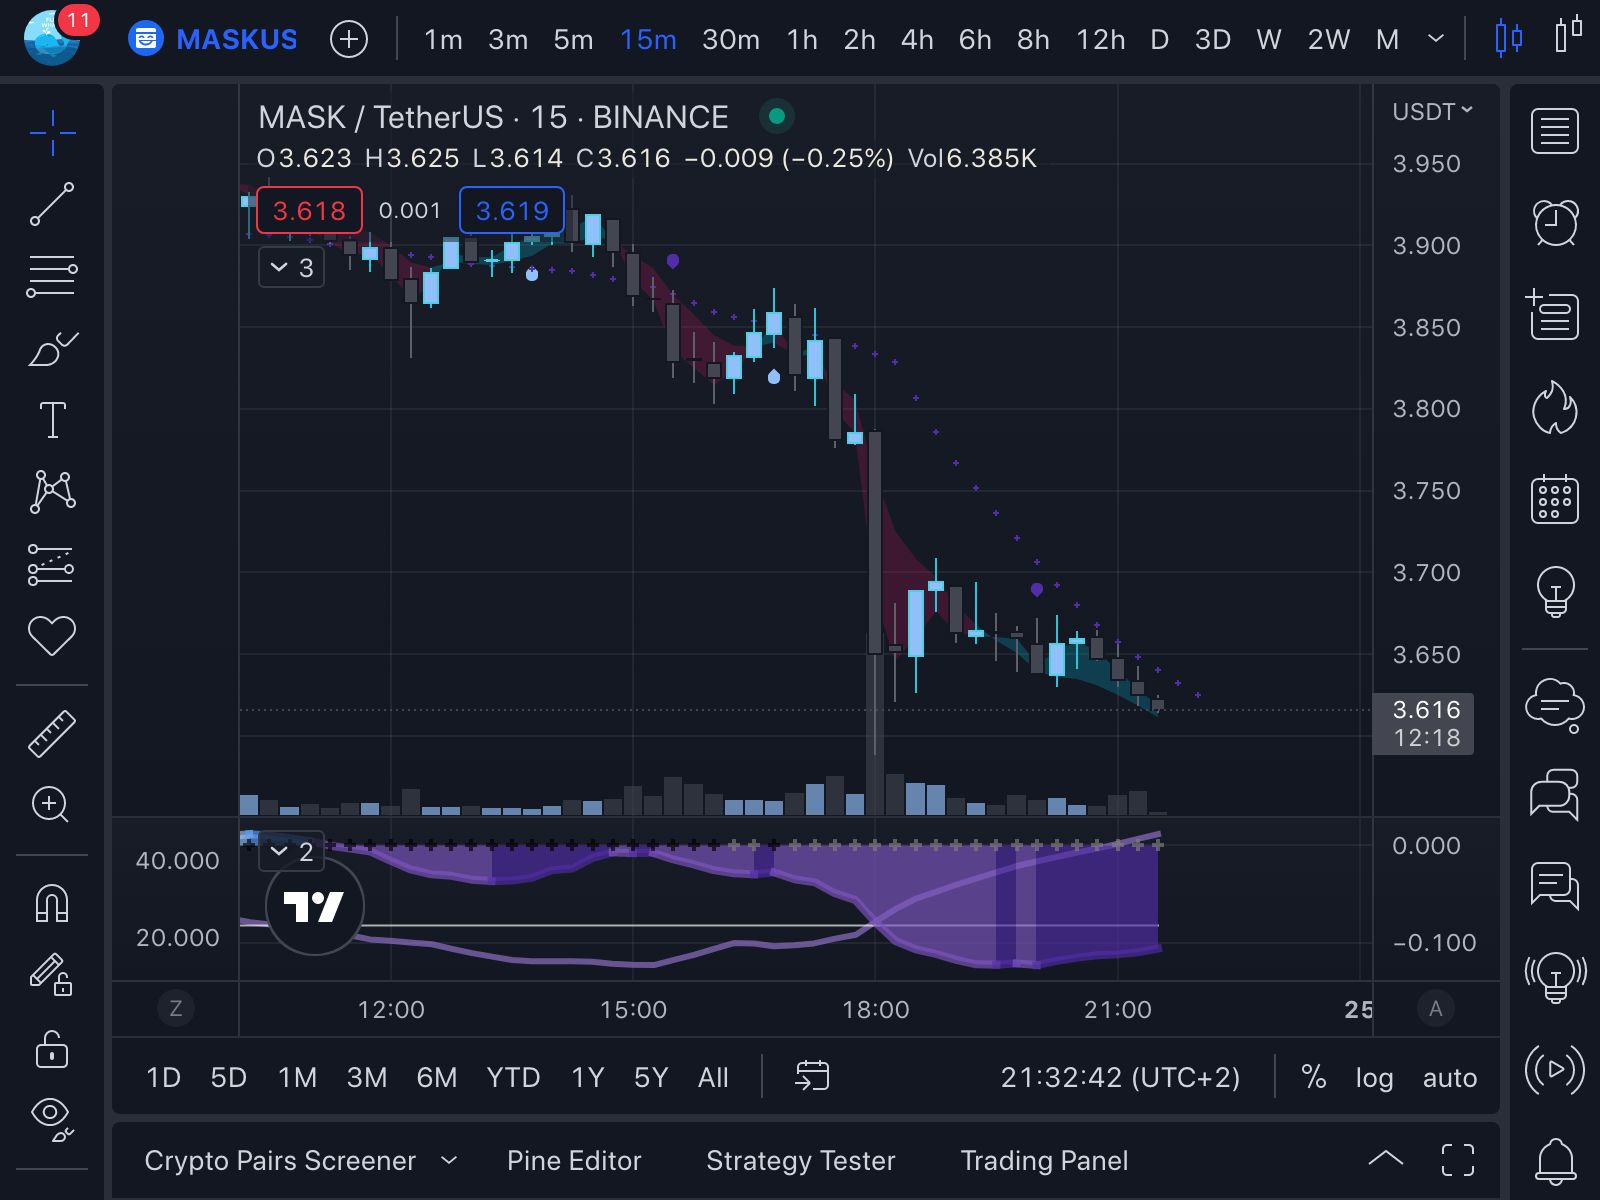 11
MASKUS
1m 3m 5m 15m 30m 1h 2h 4h 6h 8h 12h D 3D W 2W M
MASK / TetherUS · 15 · BINANCE
USDT
O3.623 H3.625 L3.614 C3.616 −0.009 (−0.25%) Vol6.385K
3.618 0.001 3.619
3
3.950
3.900
3.850
3.800
3.750
3.700
3.650
3.616
12:18
2
40.000
20.000
0.000
−0.100
Z 12:00 15:00 18:00 21:00 25 A
1D 5D 1M 3M 6M YTD 1Y 5Y All 21:32:42 (UTC+2) % log auto
Crypto Pairs Screener Pine Editor Strategy Tester Trading Panel